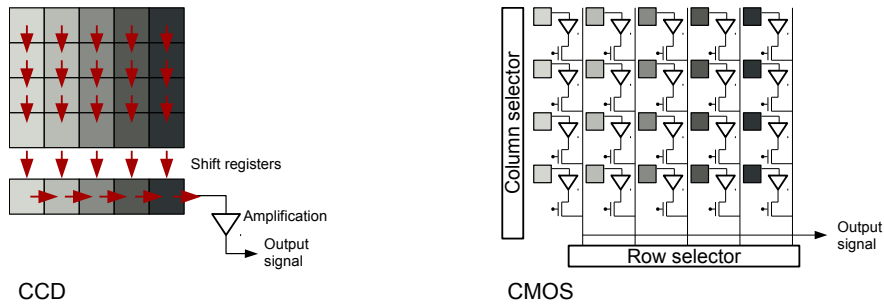 Shift registers
Amplification
Output
signal
CCD
Column selector
Output
signal
Row selector
CMOS